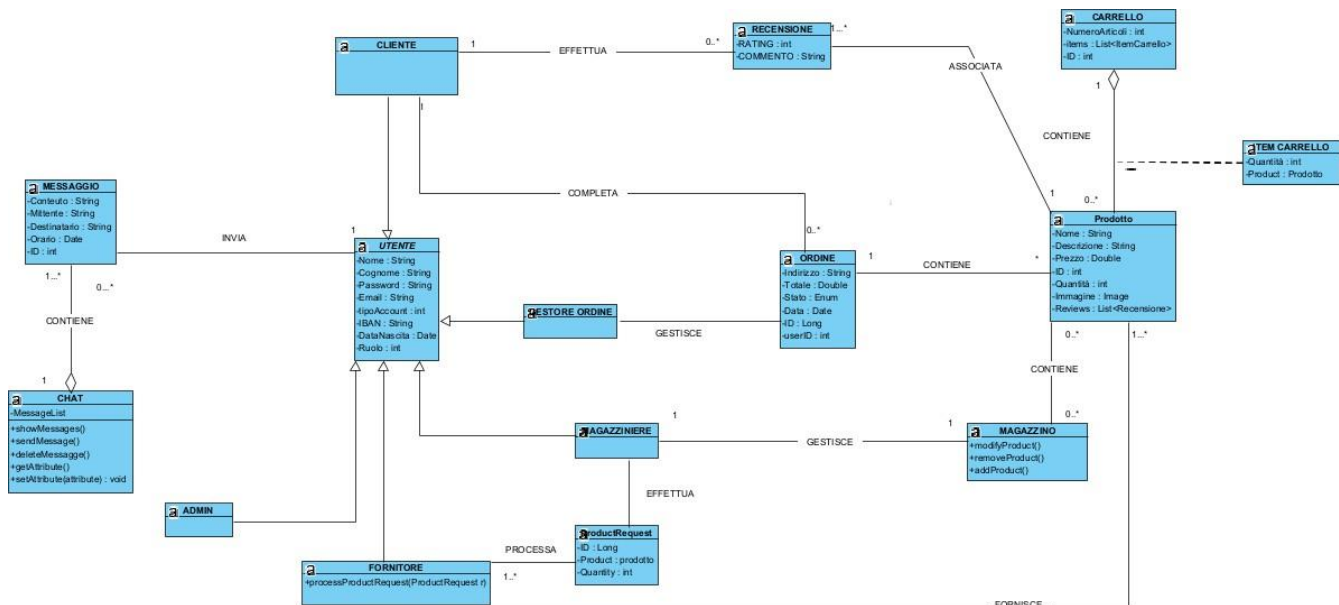 CLIENTE
1
EFFETTUA
0..*
RECENSIONE
-RATING : int
-COMMENTO : String
1...*
ASSOCIATA
1
CARRELLO
-NumeroArticoli : int
-items : List<ItemCarrello>
-ID : int
1
CONTIENE
0..*
TEM CARRELLO
-Quantità : int
-Product : Prodotto
COMPLETA
0..*
MESSAGGIO
-Conteuto : String
-Mittente : String
-Destinatario : String
-Orario : Date
-ID : int
INVIA
1
0...*
1...*
CONTIENE
1
CHAT
-MessageList
+showMessages()
+sendMessage()
+deleteMessagge()
+getAttribute()
+setAttribute(attribute) : void
UTENTE
-Nome : String
-Cognome : String
-Password : String
-Email : String
-tipoAccount : int
-IBAN : String
-DataNascita : Date
-Ruolo : int
ESTORE ORDINE
GESTISCE
ORDINE
-Indirizzo : String
-Totale : Double
-Stato : Enum
-Data : Date
-ID : Long
-userID : int
1
CONTIENE
*
Prodotto
-Nome : String
-Descrizione : String
-Prezzo : Double
-ID : int
-Quantità : int
-Immagine : Image
-Reviews : List<Recensione>
0..*
1...*
CONTIENE
0..*
MAGAZZINO
+modifyProduct()
+removeProduct()
+addProduct()
1
GESTISCE
1
AGAZZINIERE
EFFETTUA
ADMIN
FORNITORE
+processProductRequest(ProductRequest r)
PROCESSA
1..*
roductRequest
-ID : Long
-Product : prodotto
-Quantity : int
FORNISCE